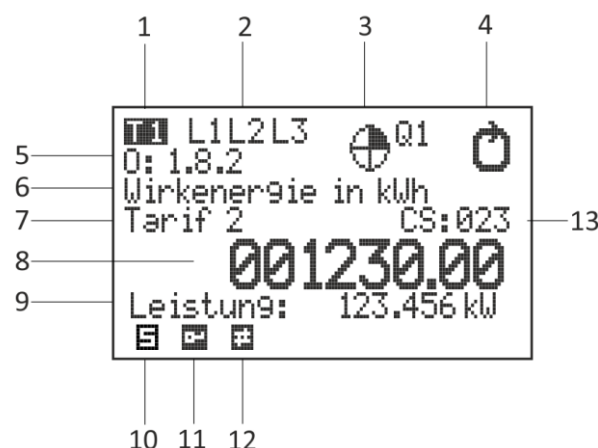 1 2 3 4
T1 L1L2L3 Q1
5 O: 1.8.2
6 Wirkenergie in kWh
7 Tarif 2 CS:023 13
8 001230.00
9 Leistung: 123.456 kW
S
10 11 12